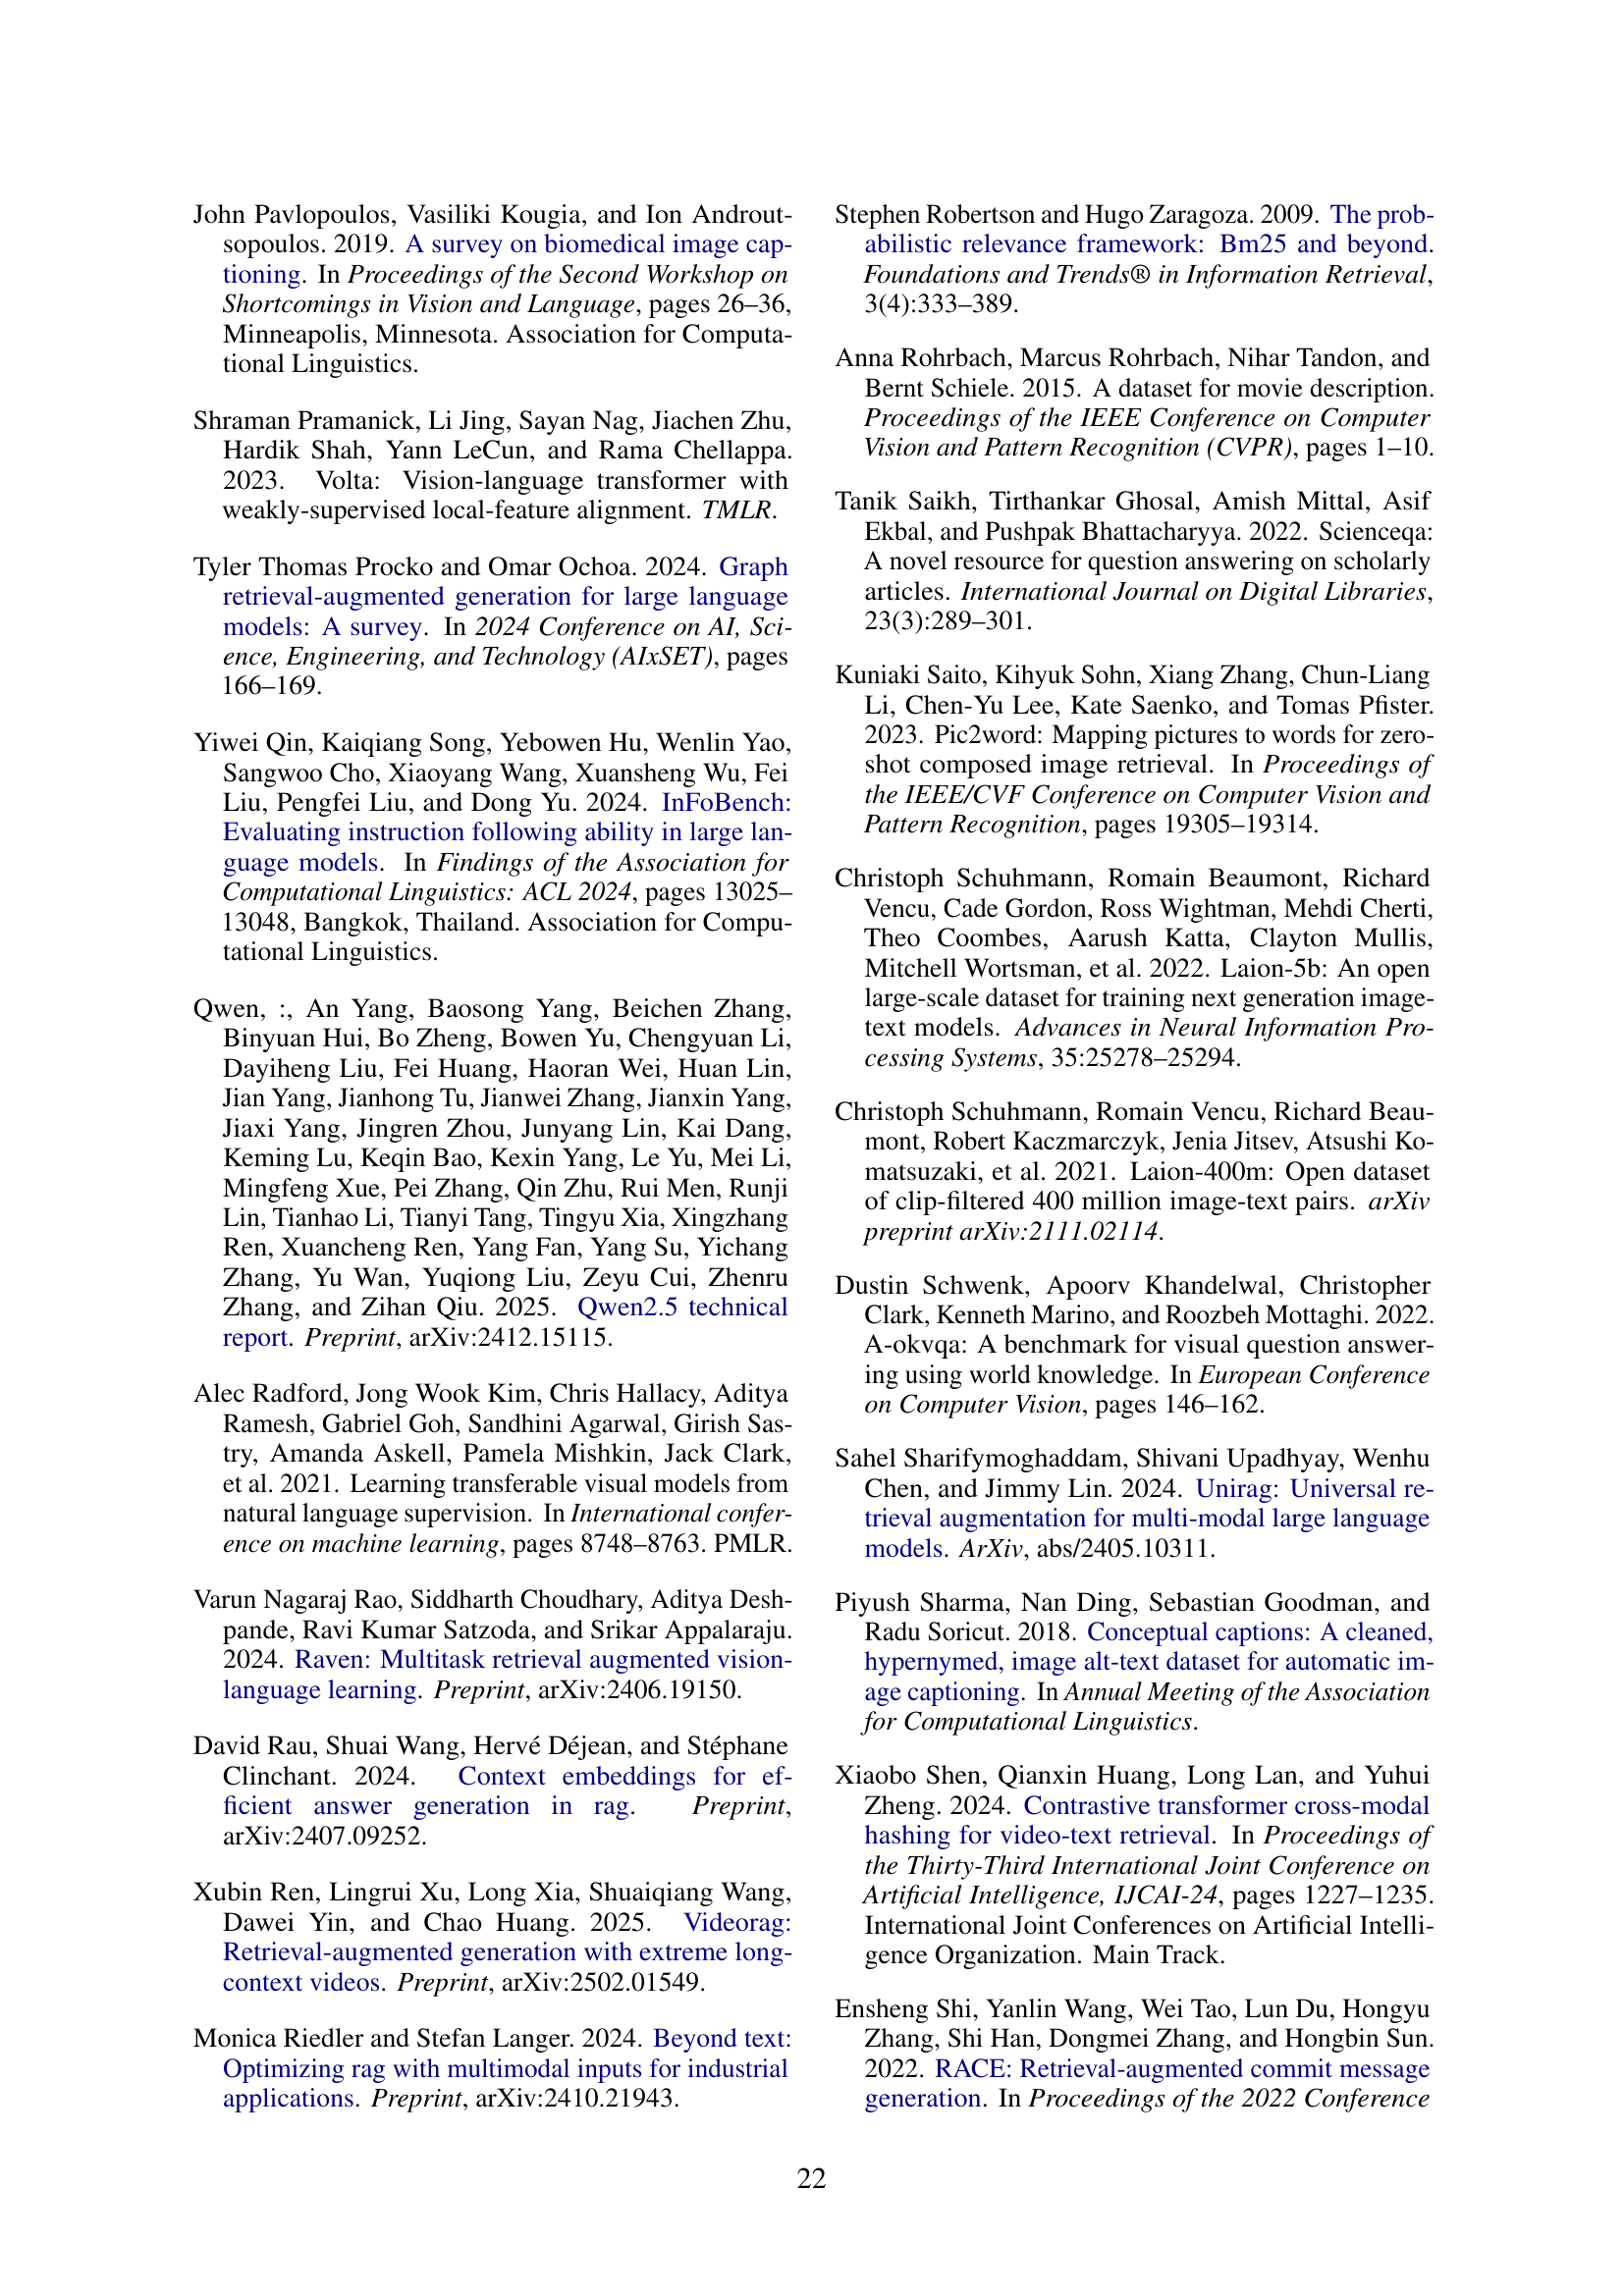 John Pavlopoulos, Vasiliki Kougia, and Ion Androut-
sopoulos. 2019. A survey on biomedical image cap-
tioning. In Proceedings of the Second Workshop on
Shortcomings in Vision and Language, pages 26–36,
Minneapolis, Minnesota. Association for Computa-
tional Linguistics.
Shraman Pramanick, Li Jing, Sayan Nag, Jiachen Zhu,
Hardik Shah, Yann LeCun, and Rama Chellappa.
2023. Volta: Vision-language transformer with
weakly-supervised local-feature alignment. TMLR.
Tyler Thomas Procko and Omar Ochoa. 2024. Graph
retrieval-augmented generation for large language
models: A survey. In 2024 Conference on AI, Sci-
ence, Engineering, and Technology (AIxSET), pages
166–169.
Yiwei Qin, Kaiqiang Song, Yebowen Hu, Wenlin Yao,
Sangwoo Cho, Xiaoyang Wang, Xuansheng Wu, Fei
Liu, Pengfei Liu, and Dong Yu. 2024. InFoBench:
Evaluating instruction following ability in large lan-
guage models. In Findings of the Association for
Computational Linguistics: ACL 2024, pages 13025–
13048, Bangkok, Thailand. Association for Compu-
tational Linguistics.
Qwen, :, An Yang, Baosong Yang, Beichen Zhang,
Binyuan Hui, Bo Zheng, Bowen Yu, Chengyuan Li,
Dayiheng Liu, Fei Huang, Haoran Wei, Huan Lin,
Jian Yang, Jianhong Tu, Jianwei Zhang, Jianxin Yang,
Jiaxi Yang, Jingren Zhou, Junyang Lin, Kai Dang,
Keming Lu, Keqin Bao, Kexin Yang, Le Yu, Mei Li,
Mingfeng Xue, Pei Zhang, Qin Zhu, Rui Men, Runji
Lin, Tianhao Li, Tianyi Tang, Tingyu Xia, Xingzhang
Ren, Xuancheng Ren, Yang Fan, Yang Su, Yichang
Zhang, Yu Wan, Yuqiong Liu, Zeyu Cui, Zhenru
Zhang, and Zihan Qiu. 2025. Qwen2.5 technical
report. Preprint, arXiv:2412.15115.
Alec Radford, Jong Wook Kim, Chris Hallacy, Aditya
Ramesh, Gabriel Goh, Sandhini Agarwal, Girish Sas-
try, Amanda Askell, Pamela Mishkin, Jack Clark,
et al. 2021. Learning transferable visual models from
natural language supervision. In International confer-
ence on machine learning, pages 8748–8763. PMLR.
Varun Nagaraj Rao, Siddharth Choudhary, Aditya Desh-
pande, Ravi Kumar Satzoda, and Srikar Appalaraju.
2024. Raven: Multitask retrieval augmented vision-
language learning. Preprint, arXiv:2406.19150.
David Rau, Shuai Wang, Hervé Déjean, and Stéphane
Clinchant. 2024. Context embeddings for ef-
ficient answer generation in rag. Preprint,
arXiv:2407.09252.
Xubin Ren, Lingrui Xu, Long Xia, Shuaiqiang Wang,
Dawei Yin, and Chao Huang. 2025. Videorag:
Retrieval-augmented generation with extreme long-
context videos. Preprint, arXiv:2502.01549.
Monica Riedler and Stefan Langer. 2024. Beyond text:
Optimizing rag with multimodal inputs for industrial
applications. Preprint, arXiv:2410.21943.
Stephen Robertson and Hugo Zaragoza. 2009. The prob-
abilistic relevance framework: Bm25 and beyond.
Foundations and Trends® in Information Retrieval,
3(4):333–389.
Anna Rohrbach, Marcus Rohrbach, Nihar Tandon, and
Bernt Schiele. 2015. A dataset for movie description.
Proceedings of the IEEE Conference on Computer
Vision and Pattern Recognition (CVPR), pages 1–10.
Tanik Saikh, Tirthankar Ghosal, Amish Mittal, Asif
Ekbal, and Pushpak Bhattacharyya. 2022. Scienceqa:
A novel resource for question answering on scholarly
articles. International Journal on Digital Libraries,
23(3):289–301.
Kuniaki Saito, Kihyuk Sohn, Xiang Zhang, Chun-Liang
Li, Chen-Yu Lee, Kate Saenko, and Tomas Pfister.
2023. Pic2word: Mapping pictures to words for zero-
shot composed image retrieval. In Proceedings of
the IEEE/CVF Conference on Computer Vision and
Pattern Recognition, pages 19305–19314.
Christoph Schuhmann, Romain Beaumont, Richard
Vencu, Cade Gordon, Ross Wightman, Mehdi Cherti,
Theo Coombes, Aarush Katta, Clayton Mullis,
Mitchell Wortsman, et al. 2022. Laion-5b: An open
large-scale dataset for training next generation image-
text models. Advances in Neural Information Pro-
cessing Systems, 35:25278–25294.
Christoph Schuhmann, Romain Vencu, Richard Beau-
mont, Robert Kaczmarczyk, Jenia Jitsev, Atsushi Ko-
matsuzaki, et al. 2021. Laion-400m: Open dataset
of clip-filtered 400 million image-text pairs. arXiv
preprint arXiv:2111.02114.
Dustin Schwenk, Apoorv Khandelwal, Christopher
Clark, Kenneth Marino, and Roozbeh Mottaghi. 2022.
A-okvqa: A benchmark for visual question answer-
ing using world knowledge. In European Conference
on Computer Vision, pages 146–162.
Sahel Sharifymoghaddam, Shivani Upadhyay, Wenhu
Chen, and Jimmy Lin. 2024. Unirag: Universal re-
trieval augmentation for multi-modal large language
models. ArXiv, abs/2405.10311.
Piyush Sharma, Nan Ding, Sebastian Goodman, and
Radu Soricut. 2018. Conceptual captions: A cleaned,
hypernymed, image alt-text dataset for automatic im-
age captioning. In Annual Meeting of the Association
for Computational Linguistics.
Xiaobo Shen, Qianxin Huang, Long Lan, and Yuhui
Zheng. 2024. Contrastive transformer cross-modal
hashing for video-text retrieval. In Proceedings of
the Thirty-Third International Joint Conference on
Artificial Intelligence, IJCAI-24, pages 1227–1235.
International Joint Conferences on Artificial Intelli-
gence Organization. Main Track.
Ensheng Shi, Yanlin Wang, Wei Tao, Lun Du, Hongyu
Zhang, Shi Han, Dongmei Zhang, and Hongbin Sun.
2022. RACE: Retrieval-augmented commit message
generation. In Proceedings of the 2022 Conference
22